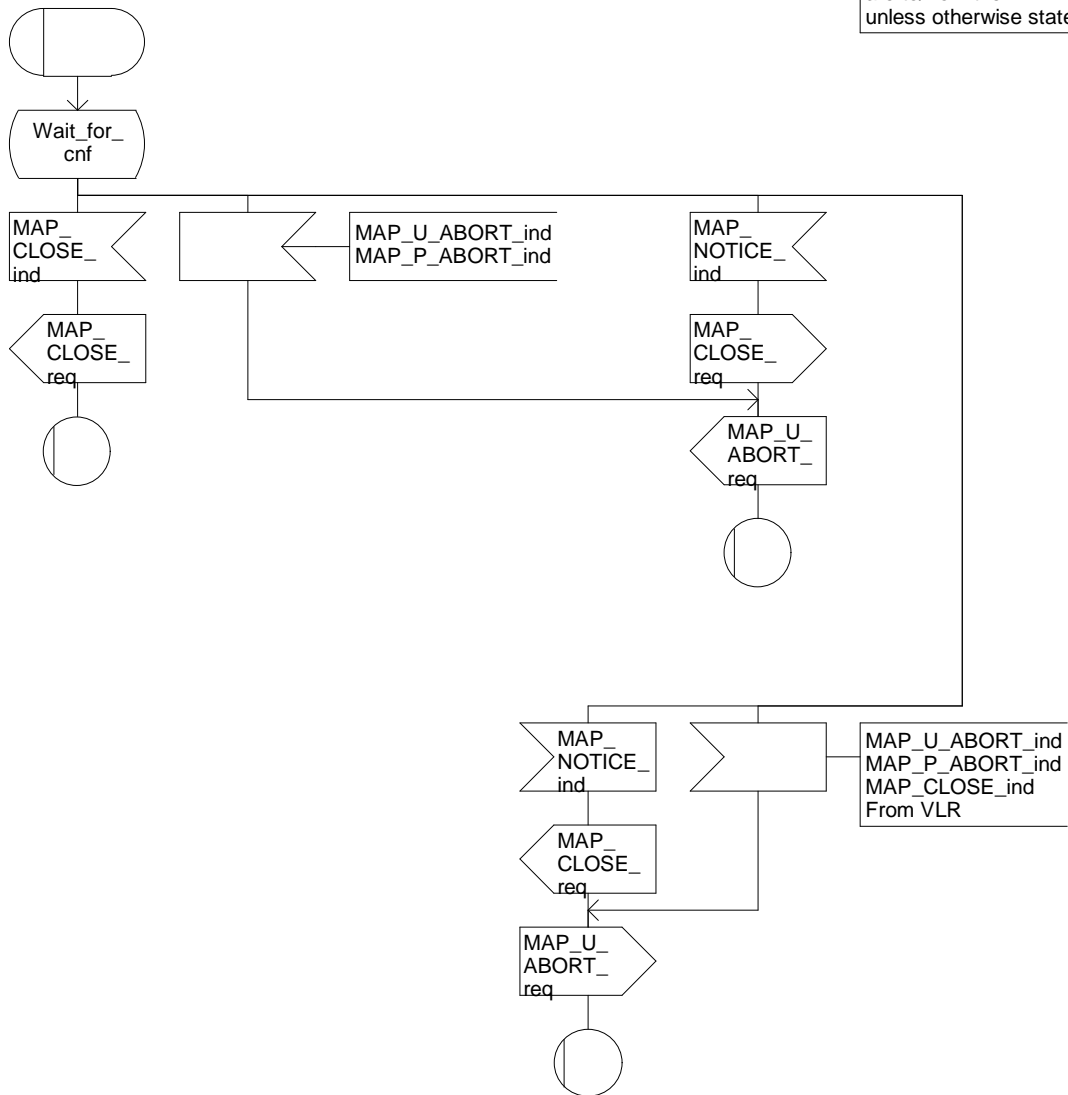 unless otherwise state
Wait_for_
cnf
MAP_
CLOSE_
ind
MAP_U_ABORT_ind
MAP_P_ABORT_ind
MAP_
NOTICE_
ind
MAP_
CLOSE_
req
MAP_
CLOSE_
req
MAP_U_
ABORT_
req
MAP_
NOTICE_
ind
MAP_U_ABORT_ind
MAP_P_ABORT_ind
MAP_CLOSE_ind
From VLR
MAP_
CLOSE_
req
MAP_U_
ABORT_
req